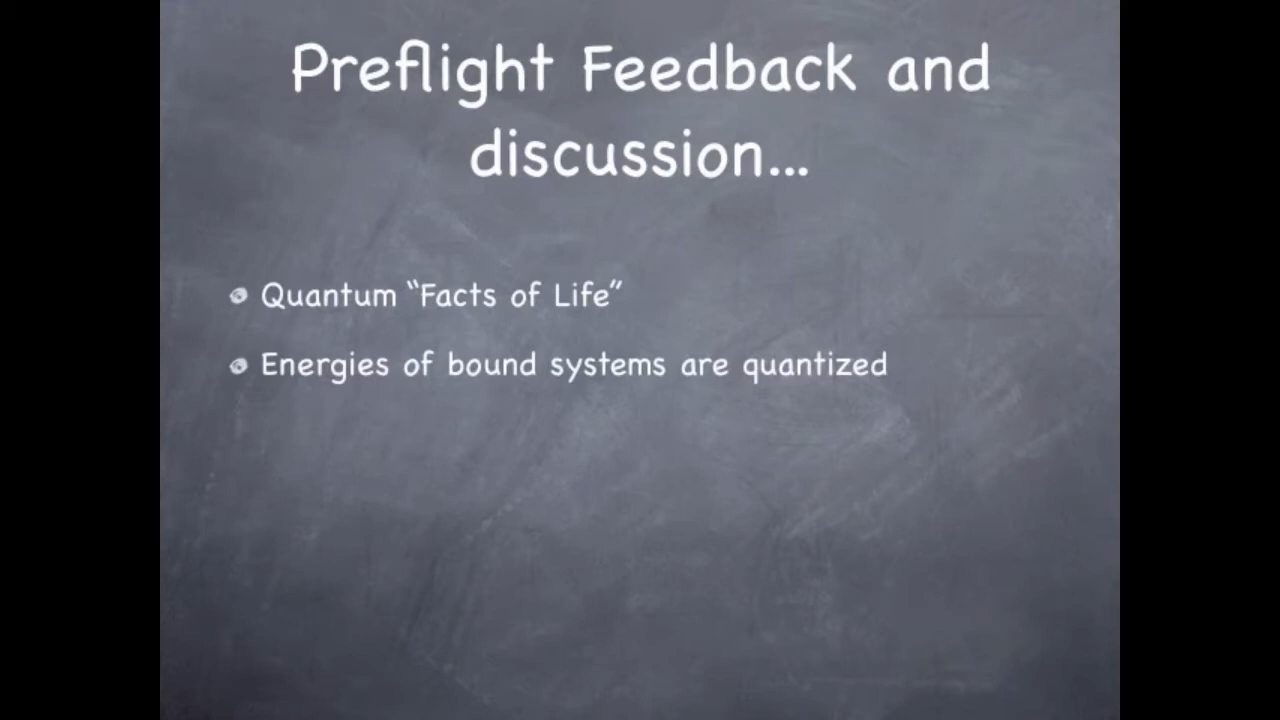 Preflight Feedback and
discussion...
Quantum “Facts of Life”
Energies of bound systems are quantized